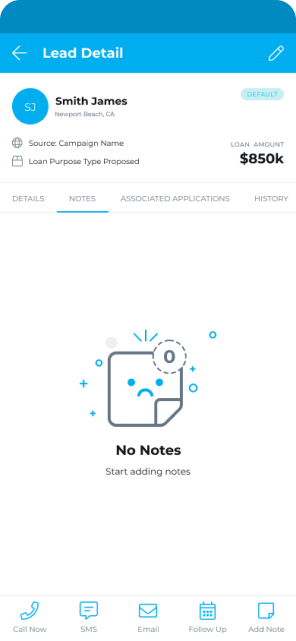 Lead Detail
SJ
Smith James
DEFAULT
Newport Beach, CA
Source: Campaign Name
LOAN AMOUNT
Loan Purpose Type Proposed
$850k
DETAILS NOTES ASSOCIATED APPLICATIONS HISTORY
0
No Notes
Start adding notes
Call Now SMS Email Follow Up Add Note